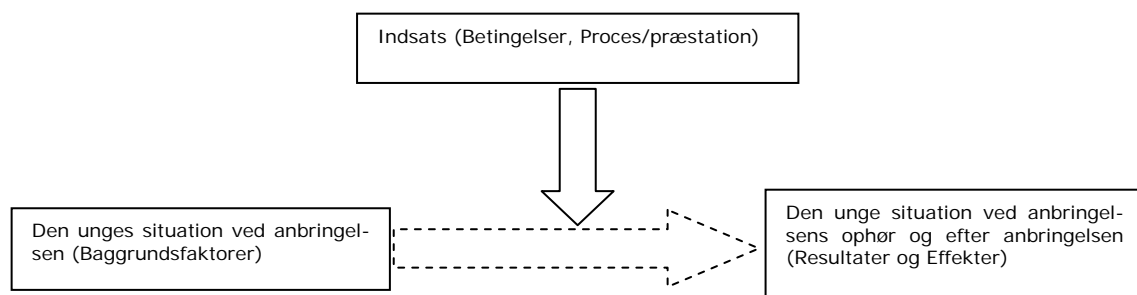 Indsats (Betingelser, Proces/præstation)
Den unges situation ved anbringel-
sen (Baggrundsfaktorer)
Den unge situation ved anbringel-
sens ophør og efter anbringelsen
(Resultater og Effekter)